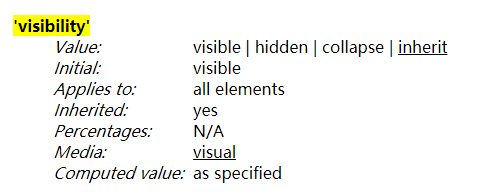 'visibility'
Value: visible | hidden | collapse | inherit
Initial: visible
Applies to: all elements
Inherited: yes
Percentages: N/A
Media: visual
Computed value: as specified